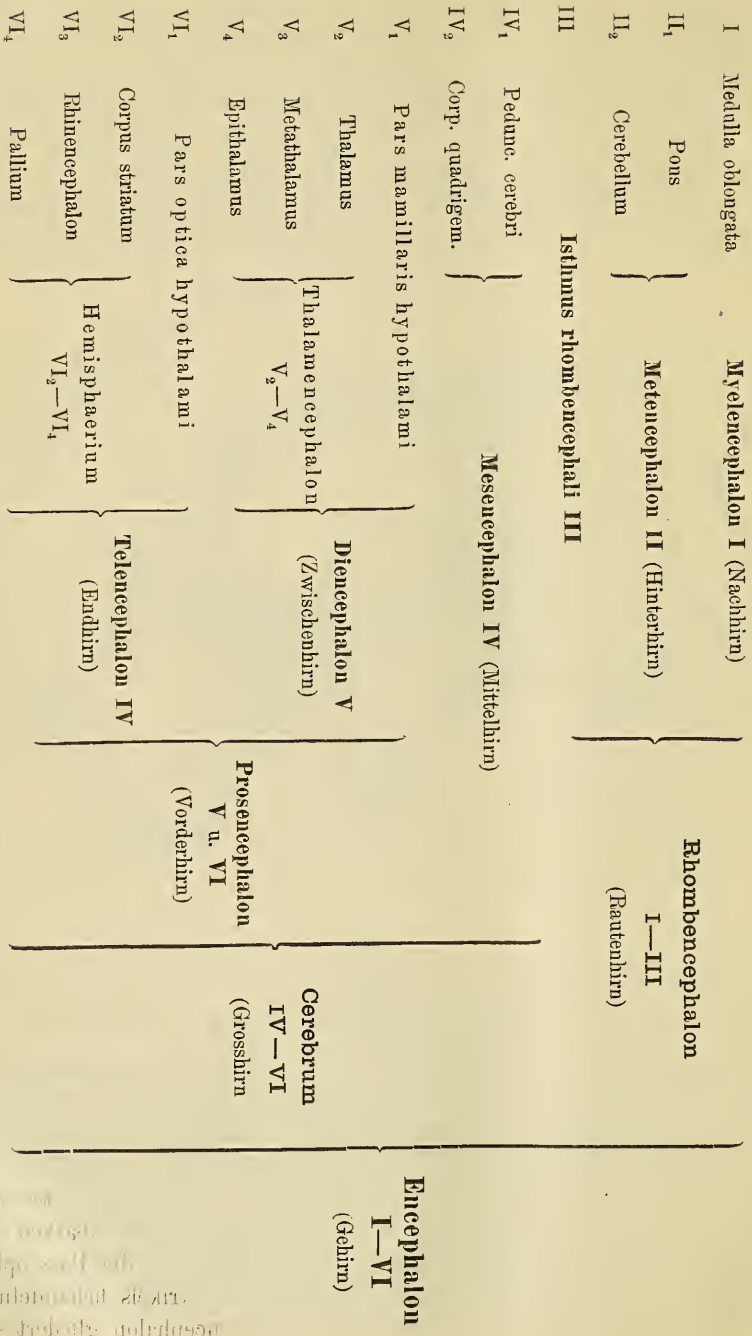 I Medulla oblongata Myelencephalon I (Nachhirn)
II₁ Pons
Metencephalon II (Hinterhirn)
II₂ Cerebellum
Rhombencephalon
I—III
(Rautenhirn)
III Isthmus rhombencephali III
IV₁ Pedunc. cerebri
Mesencephalon IV (Mittelhirn)
IV₂ Corp. quadrigem.
V₁ Pars mamillaris hypothalami
V₂ Thalamus
V₃ Metathalamus
V₄ Epithalamus
Thalamencephalon
V₂—V₄
Diencephalon V
(Zwischenhirn)
VI₁ Pars optica hypothalami
VI₂ Corpus striatum
VI₃ Rhinencephalon
VI₄ Pallium
Hemisphaerium
VI₂—VI₄
Telencephalon IV
(Endhirn)
Prosencephalon
V u. VI
(Vorderhirn)
Cerebrum
IV—VI
(Grosshirn
Encephalon
I—VI
(Gehirn)